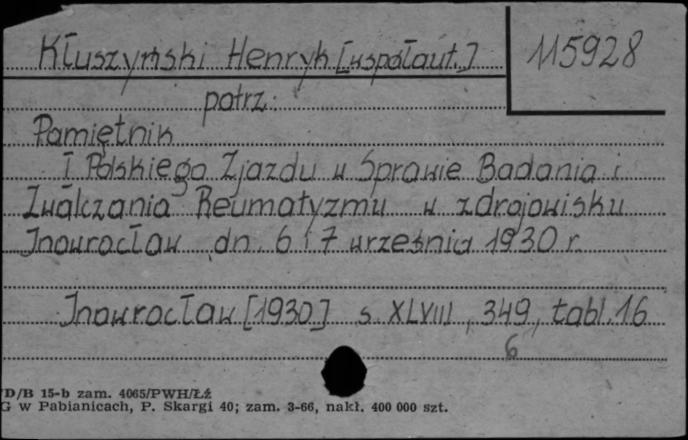 Kłuszyński Henryk [współaut.] 115928
patrz:
Pamiętnik
I Polskiego Zjazdu w Sprawie Badania i
Zwalczania Reumatyzmu w zdrojowisku
Inowrocław dn. 6 i 7 września 1930 r.
Inowrocław [1930] s. XLVIII, 349, tabl. 16
6
D/B 15-b zam. 4065/PWH/Łź
G w Pabianicach, P. Skargi 40; zam. 3-66, nakł. 400 000 szt.